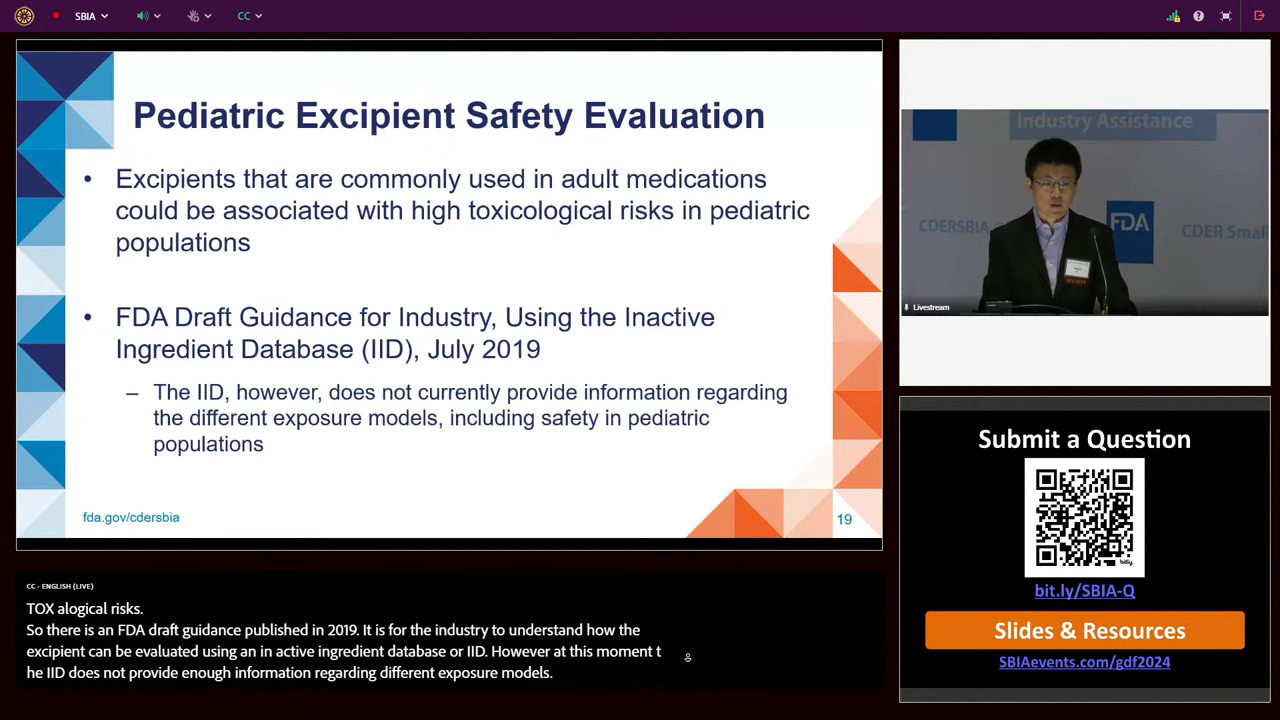 SBIA
CC
Pediatric Excipient Safety Evaluation
• Excipients that are commonly used in adult medications
could be associated with high toxicological risks in pediatric
populations
• FDA Draft Guidance for Industry, Using the Inactive
Ingredient Database (IID), July 2019
– The IID, however, does not currently provide information regarding
the different exposure models, including safety in pediatric
populations
fda.gov/cdersbia
19
Industry Assistance
CDERSBIA
FDA
CDER Small
Livestream
Submit a Question
bitly
bit.ly/SBIA-Q
Slides & Resources
SBIAevents.com/gdf2024
CC - ENGLISH (LIVE)
TOX alogical risks.
So there is an FDA draft guidance published in 2019. It is for the industry to understand how the
excipient can be evaluated using an in active ingredient database or IID. However at this moment t
he IID does not provide enough information regarding different exposure models.